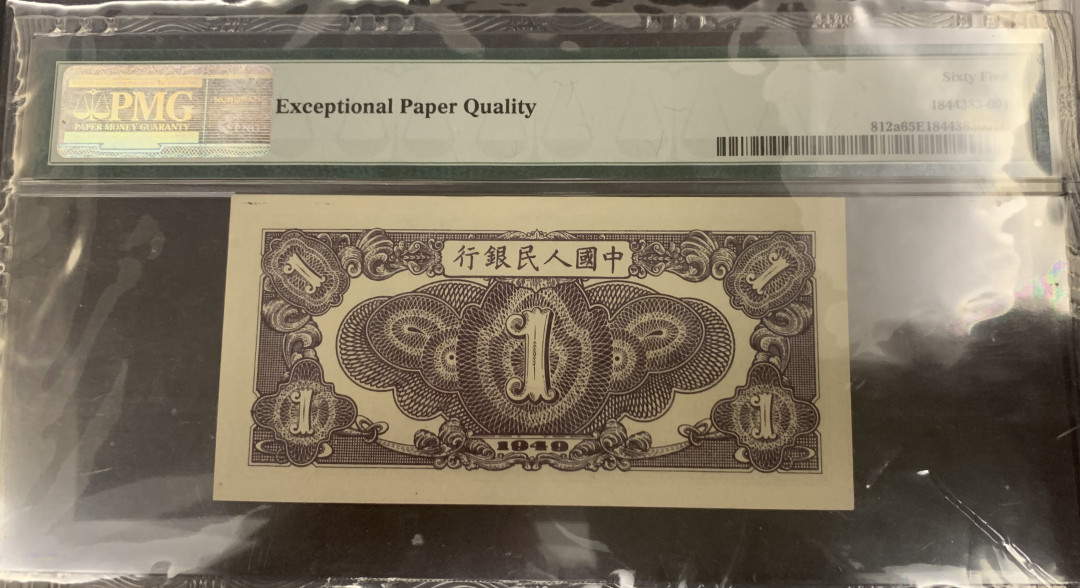 PMG
PAPER MONEY GUARANTY
Exceptional Paper Quality
Sixty Five
行銀民人國中
1
1
1
1
1
1949